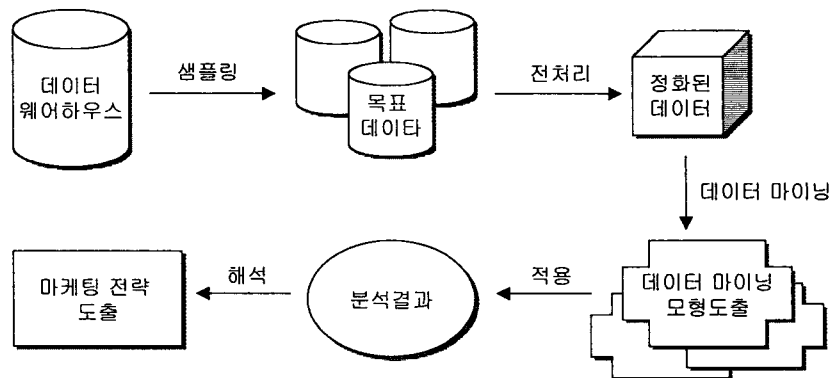 데이터
웨어하우스
샘플링
목표
데이타
전처리
정화된
데이터
데이터 마이닝
데이터 마이닝
모형도출
적용
분석결과
해석
마케팅 전략
도출